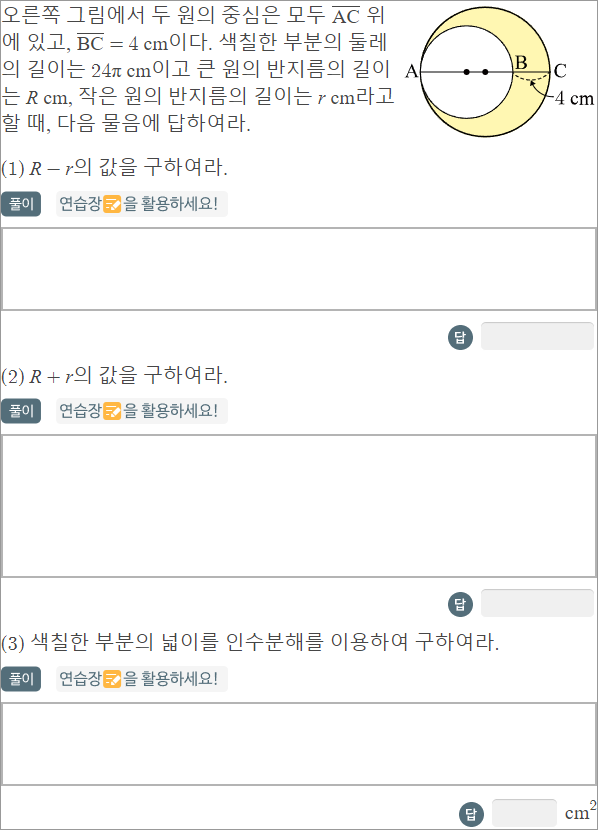 오른쪽 그림에서 두 원의 중심은 모두 A̅C̅ 위
에 있고, B̅C̅ = 4 cm이다. 색칠한 부분의 둘레
의 길이는 24π cm이고 큰 원의 반지름의 길이
는 R cm, 작은 원의 반지름의 길이는 r cm라고
할 때, 다음 물음에 답하여라.
A B C
4 cm
(1) R − r의 값을 구하여라.
풀이 연습장을 활용하세요!
답
(2) R + r의 값을 구하여라.
풀이 연습장을 활용하세요!
답
(3) 색칠한 부분의 넓이를 인수분해를 이용하여 구하여라.
풀이 연습장을 활용하세요!
답 cm²